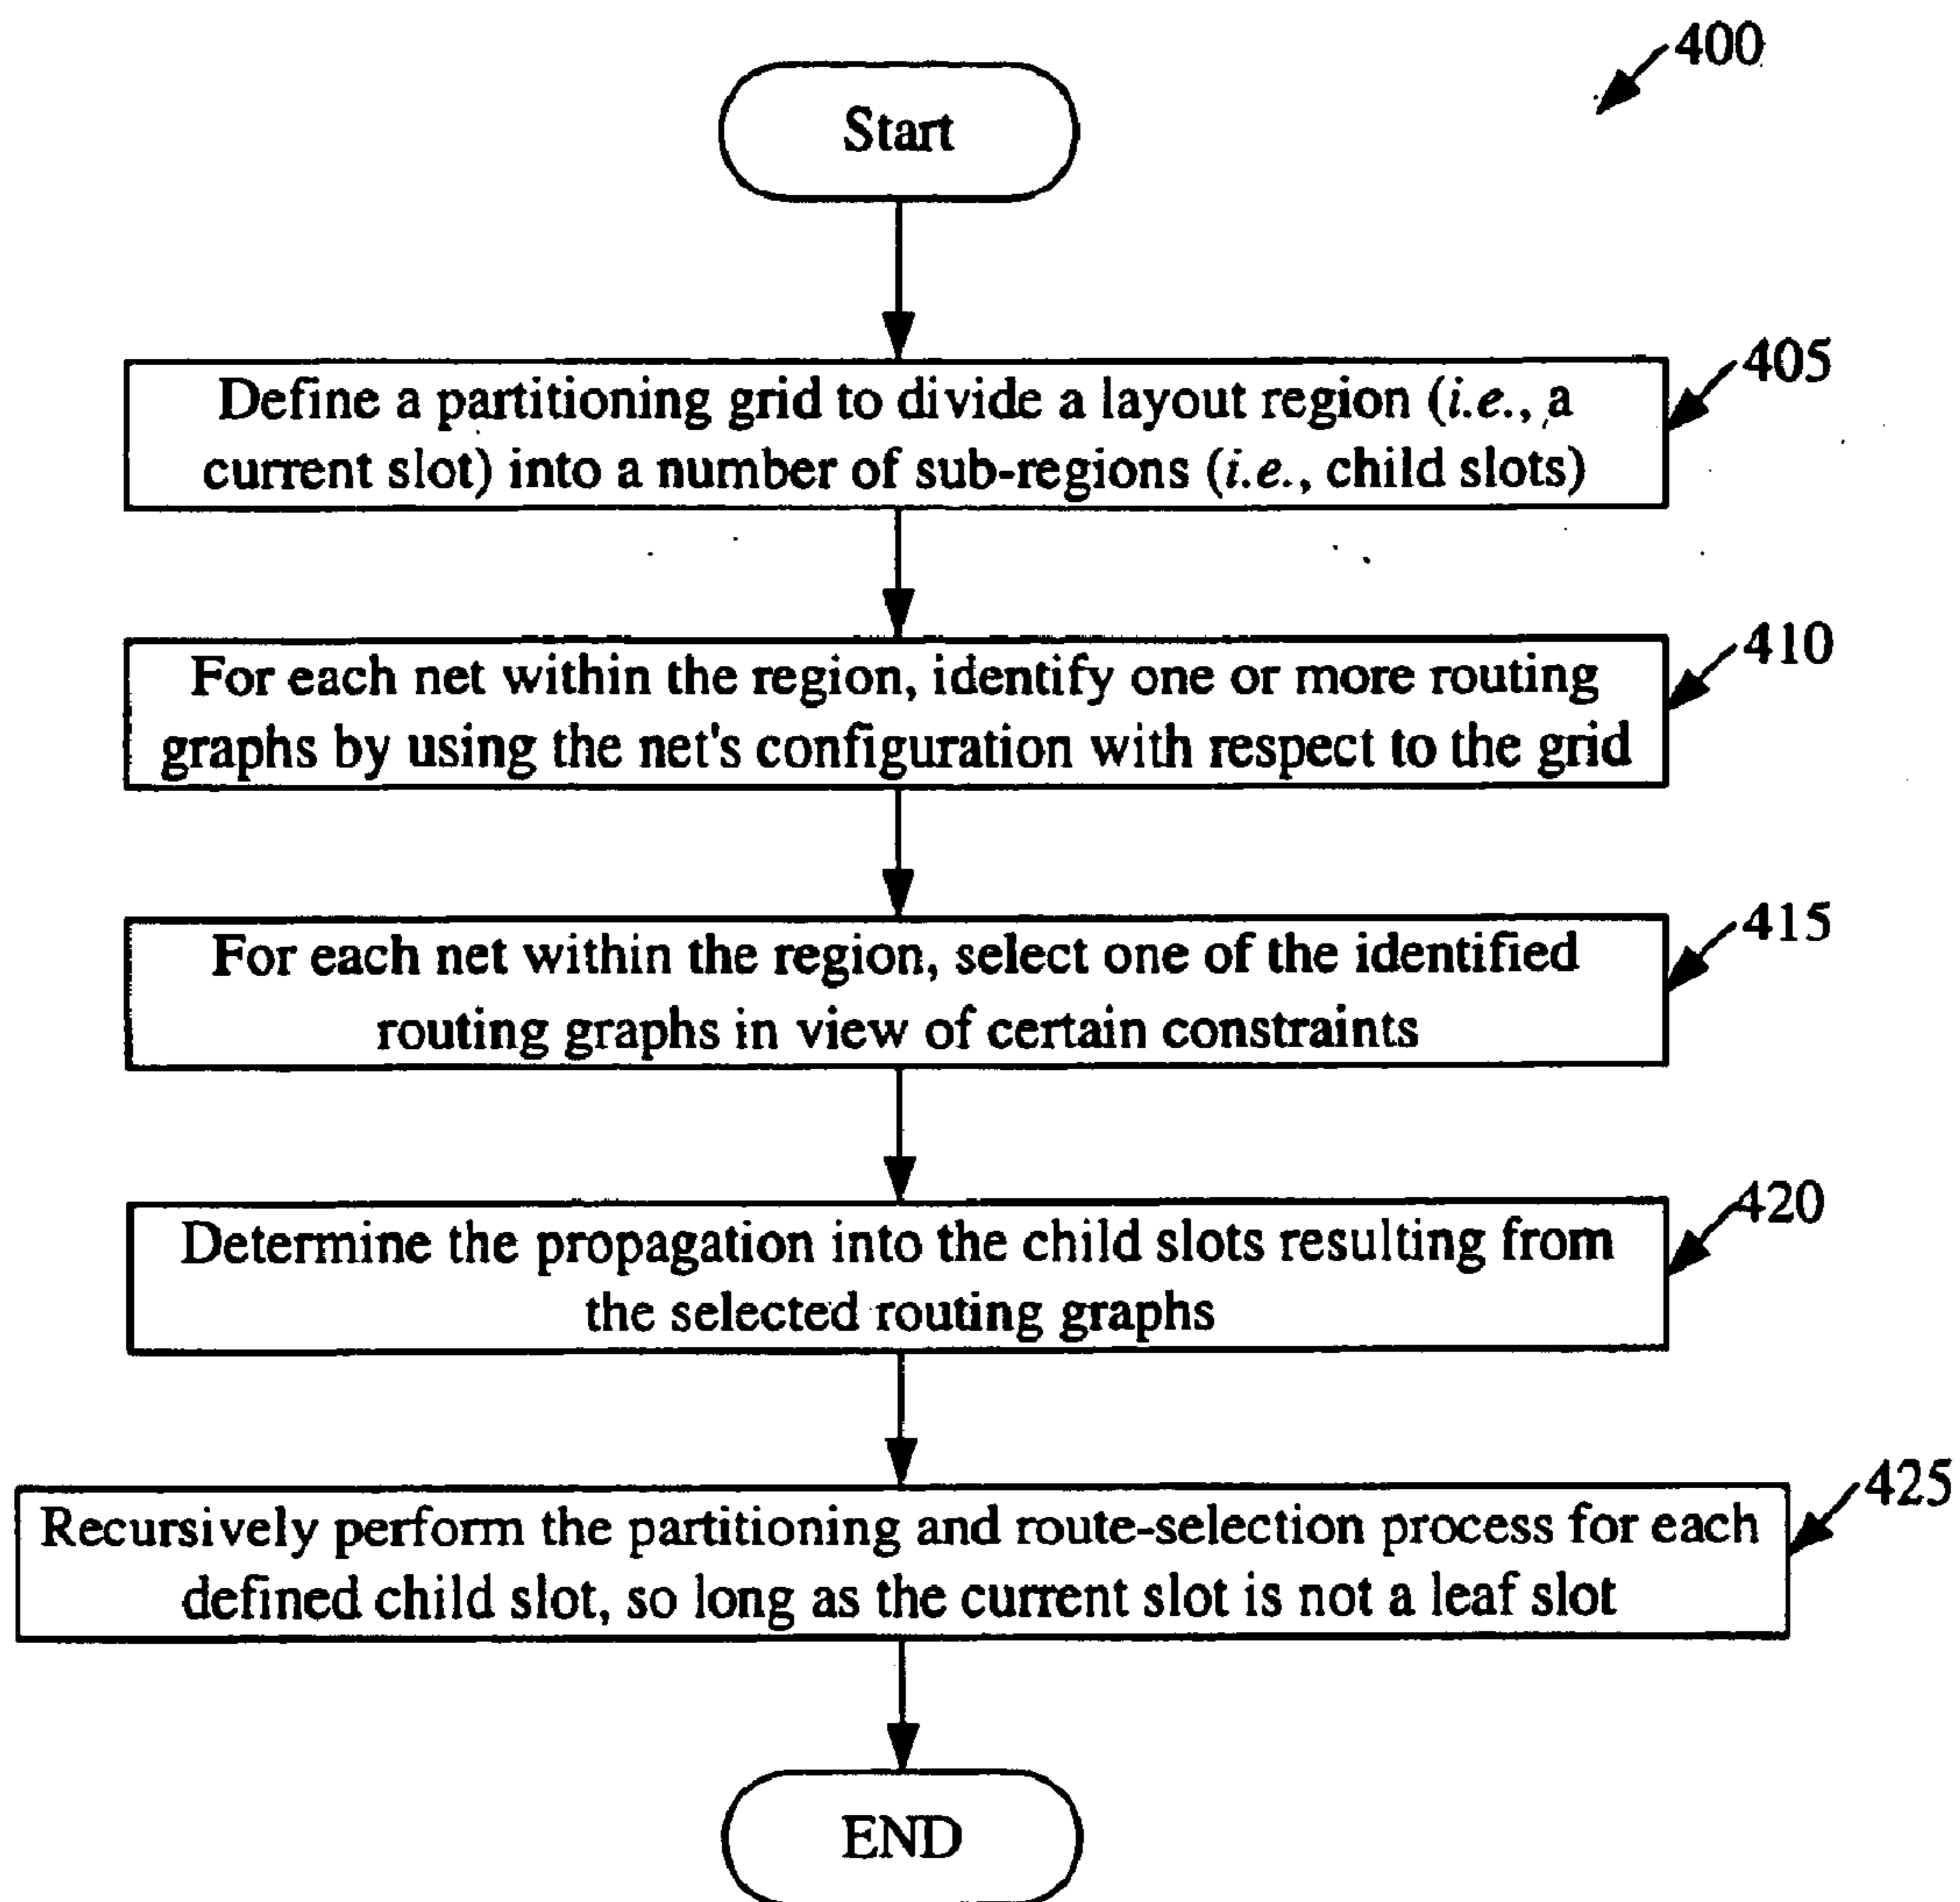 400
Start
405
Define a partitioning grid to divide a layout region (i.e., a
current slot) into a number of sub-regions (i.e., child slots)
410
For each net within the region, identify one or more routing
graphs by using the net's configuration with respect to the grid
415
For each net within the region, select one of the identified
routing graphs in view of certain constraints
420
Determine the propagation into the child slots resulting from
the selected routing graphs
425
Recursively perform the partitioning and route-selection process for each
defined child slot, so long as the current slot is not a leaf slot
END